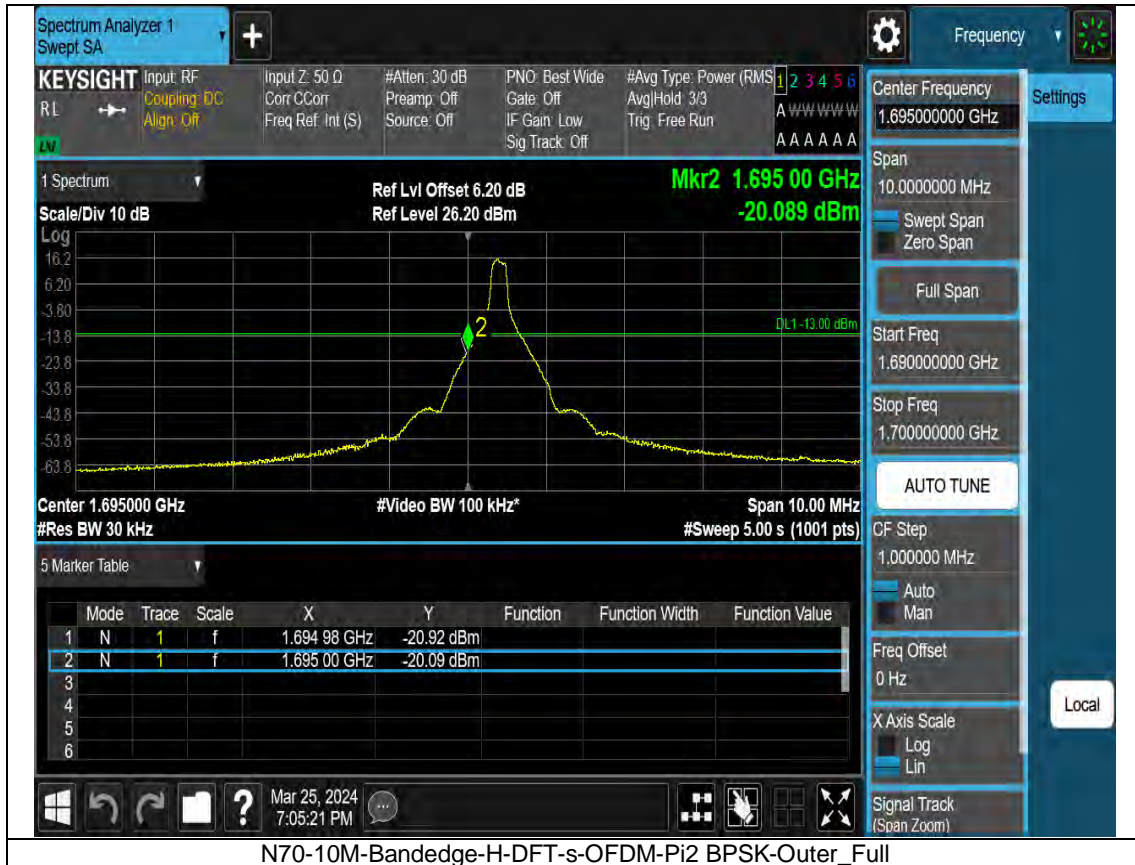 Spectrum Analyzer 1
Swept SA
+
Frequency
KEYSIGHT
Input: RF
Coupling: DC
Align: Off
Input Z: 50 Ω
Corr CCorr
Freq Ref: Int (S)
#Atten: 30 dB
Preamp: Off
Source: Off
PNO: Best Wide
Gate: Off
IF Gain: Low
Sig Track: Off
#Avg Type: Power (RMS
Avg|Hold: 3/3
Trig: Free Run
1 2 3 4 5 6
A W W W W W
A A A A A A
1 Spectrum
Scale/Div 10 dB
Ref Lvl Offset 6.20 dB
Ref Level 26.20 dBm
Mkr2 1.695 00 GHz
-20.089 dBm
Log
16.2
6.20
-3.80
-13.8
-23.8
-33.8
-43.8
-53.8
-63.8
2
DL1 -13.00 dBm
Center 1.695000 GHz
#Res BW 30 kHz
#Video BW 100 kHz*
Span 10.00 MHz
#Sweep 5.00 s (1001 pts)
5 Marker Table
Mode Trace Scale X Y Function Function Width Function Value
1 N 1 f 1.694 98 GHz -20.92 dBm
2 N 1 f 1.695 00 GHz -20.09 dBm
3
4
5
6
Mar 25, 2024
7:05:21 PM
Center Frequency
1.695000000 GHz
Settings
Span
10.0000000 MHz
Swept Span
Zero Span
Full Span
Start Freq
1.690000000 GHz
Stop Freq
1.700000000 GHz
AUTO TUNE
CF Step
1.000000 MHz
Auto
Man
Freq Offset
0 Hz
Local
X Axis Scale
Log
Lin
Signal Track
(Span Zoom)
N70-10M-Bandedge-H-DFT-s-OFDM-Pi2 BPSK-Outer_Full